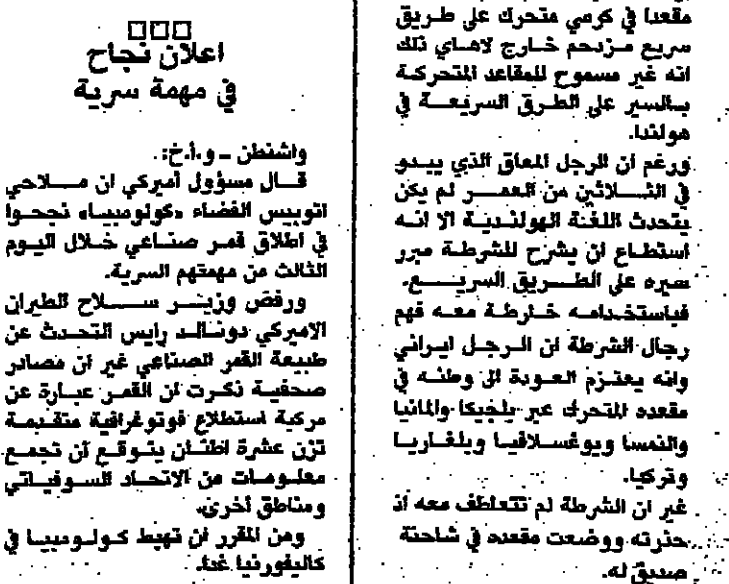 مقعدا في كرسي متحرك على طريق
سريع مزدحم خارج لاهاي ذلك
انه غير مسموح للمقاعد المتحركة
بالسير على الطرق السريعة في
هولندا.
ورغم ان الرجل المعاق الذي يبدو
في الثلاثين من العمر لم يكن
يتحدث اللغة الهولندية الا انه
استطاع ان يشرح للشرطة مبرر
سيره على الطريق السريع.
فباستخدامه خارطة معه فهم
رجال الشرطة ان الرجل ايراني
وانه يعتزم العودة الى وطنه في
مقعده المتحرك عبر بلجيكا والمانيا
والنمسا ويوغسلافيا وبلغاريا
وتركيا.
غير ان الشرطة لم تتعاطف معه اذ
حذرته ووضعت مقعده في شاحنة
صديق له.
اعلان نجاح
في مهمة سرية
واشنطن - و.أ.خ:
قال مسؤول أميركي ان ملاحي
اتوبيس الفضاء «كولومبيا» نجحوا
في اطلاق قمر صناعي خلال اليوم
الثالث من مهمتهم السرية.
ورفض وزير سلاح الطيران
الاميركي دونالد رايس التحدث عن
طبيعة القمر الصناعي غير ان مصادر
صحفية ذكرت ان القمر عبارة عن
مركبة استطلاع فوتوغرافية متقدمة
تزن عشرة اطنان يتوقع أن تجمع
معلومات من الاتحاد السوفياتي
ومناطق أخرى.
ومن المقرر ان تهبط كولومبيا في
كاليفورنيا غدا.